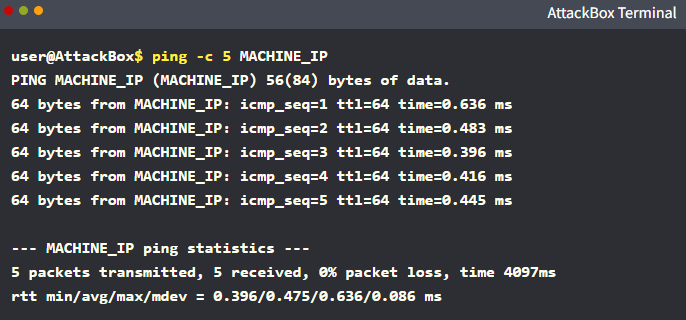 AttackBox Terminal
user@AttackBox$ ping -c 5 MACHINE_IP
PING MACHINE_IP (MACHINE_IP) 56(84) bytes of data.
64 bytes from MACHINE_IP: icmp_seq=1 ttl=64 time=0.636 ms
64 bytes from MACHINE_IP: icmp_seq=2 ttl=64 time=0.483 ms
64 bytes from MACHINE_IP: icmp_seq=3 ttl=64 time=0.396 ms
64 bytes from MACHINE_IP: icmp_seq=4 ttl=64 time=0.416 ms
64 bytes from MACHINE_IP: icmp_seq=5 ttl=64 time=0.445 ms
--- MACHINE_IP ping statistics ---
5 packets transmitted, 5 received, 0% packet loss, time 4097ms
rtt min/avg/max/mdev = 0.396/0.475/0.636/0.086 ms